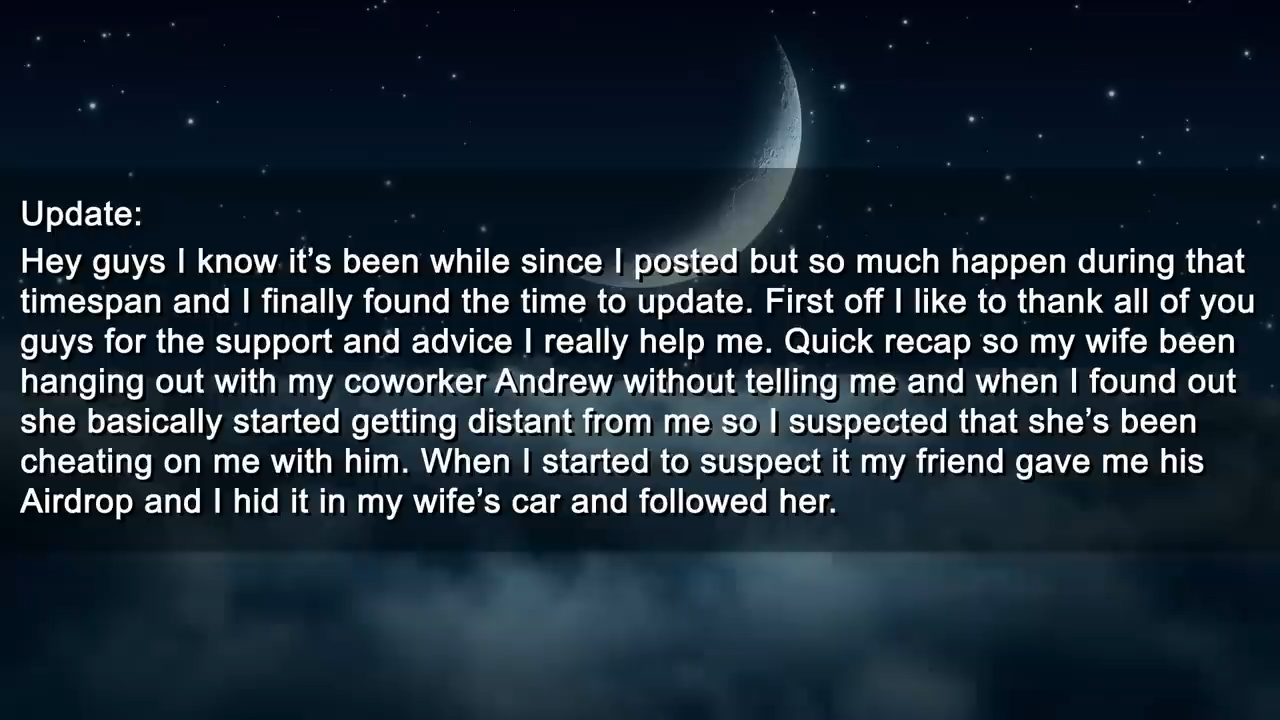 Update:
Hey guys I know it’s been while since I posted but so much happen during that
timespan and I finally found the time to update. First off I like to thank all of you
guys for the support and advice I really help me. Quick recap so my wife been
hanging out with my coworker Andrew without telling me and when I found out
she basically started getting distant from me so I suspected that she’s been
cheating on me with him. When I started to suspect it my friend gave me his
Airdrop and I hid it in my wife’s car and followed her.